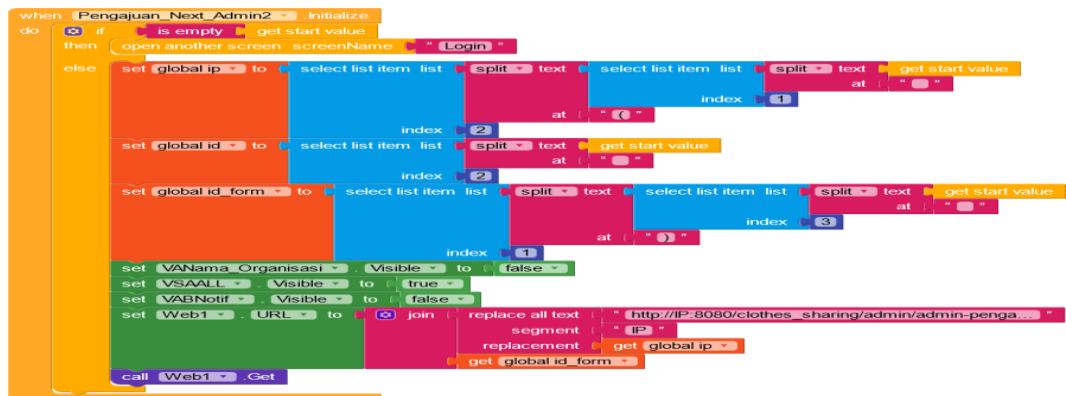 when Pengajuan_Next_Admin2 .Initialize
do if is empty get start value
then open another screen screenName " Login "
else set global ip to select list item list split text select list item list split text get start value
at " "
index 1
at " ( "
index 2
set global id to select list item list split text get start value
at " "
index 2
set global id_form to select list item list split text select list item list split text get start value
at " "
index 3
at " ) "
index 1
set VANama_Organisasi . Visible to false
set VSAALL . Visible to true
set VABNotif . Visible to false
set Web1 . URL to join replace all text " http://IP:8080/clothes_sharing/admin/admin-penga... "
segment " IP "
replacement get global ip
get global id_form
call Web1 .Get